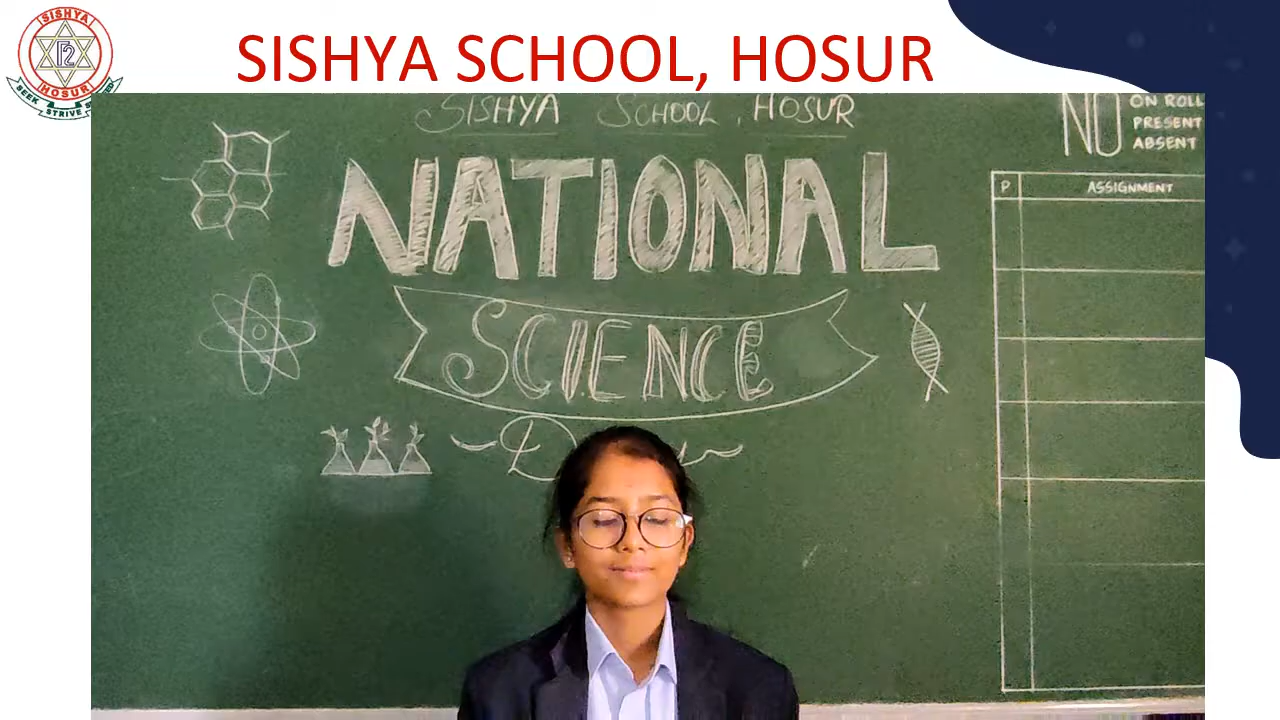 SISHYA
HOSUR
SEEK STRIVE
SISHYA SCHOOL, HOSUR
SISHYA SCHOOL, HOSUR
NATIONAL
SCIENCE
NO
ON ROLL
PRESENT
ABSENT
P ASSIGNMENT